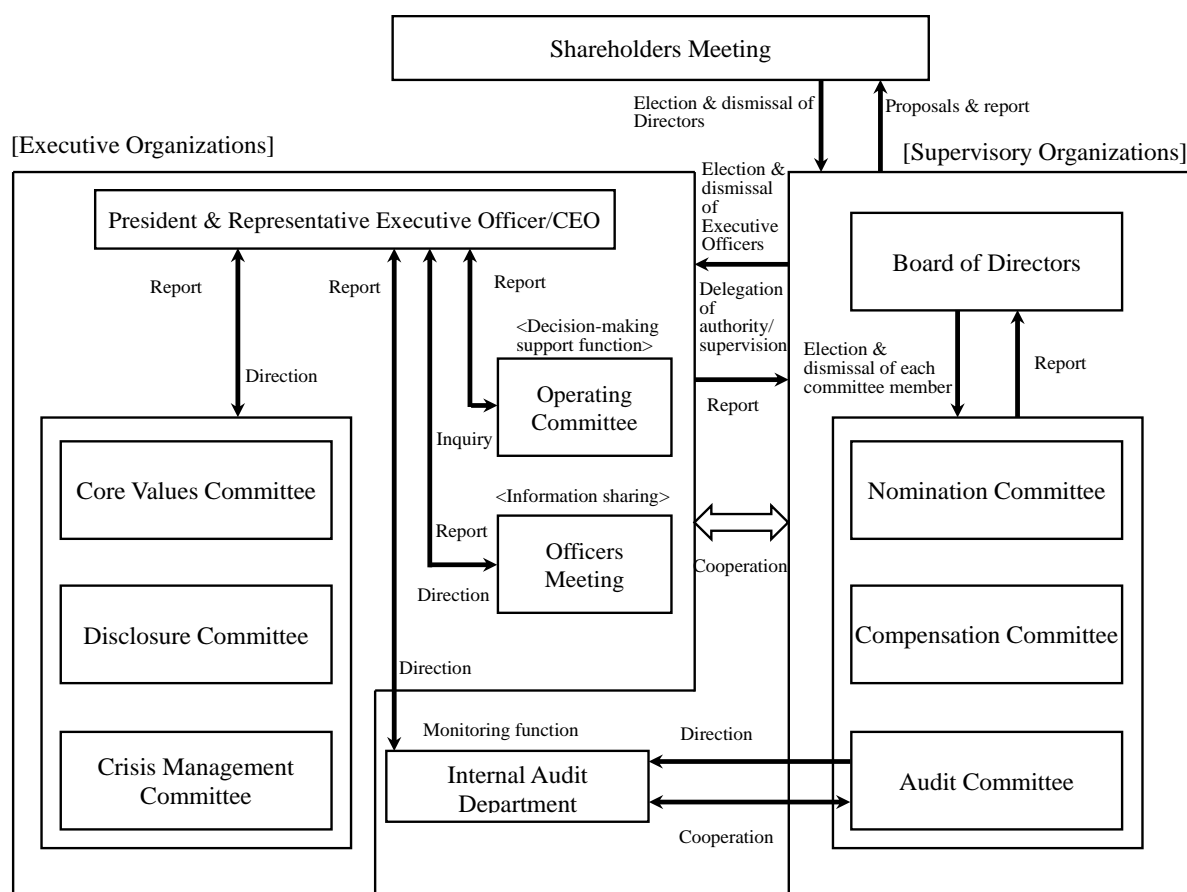 Shareholders Meeting
Election & dismissal of
Directors
Proposals & report
[Executive Organizations]
[Supervisory Organizations]
President & Representative Executive Officer/CEO
Election &
dismissal
of
Executive
Officers
Board of Directors
Report
Report
Report
Delegation
of
authority/
supervision
<Decision-making
support function>
Direction
Operating
Committee
Inquiry
Report
Election &
dismissal of each
committee member
Report
Core Values Committee
<Information sharing>
Report
Officers
Meeting
Direction
Cooperation
Nomination Committee
Disclosure Committee
Compensation Committee
Direction
Monitoring function
Direction
Crisis Management
Committee
Internal Audit
Department
Audit Committee
Cooperation